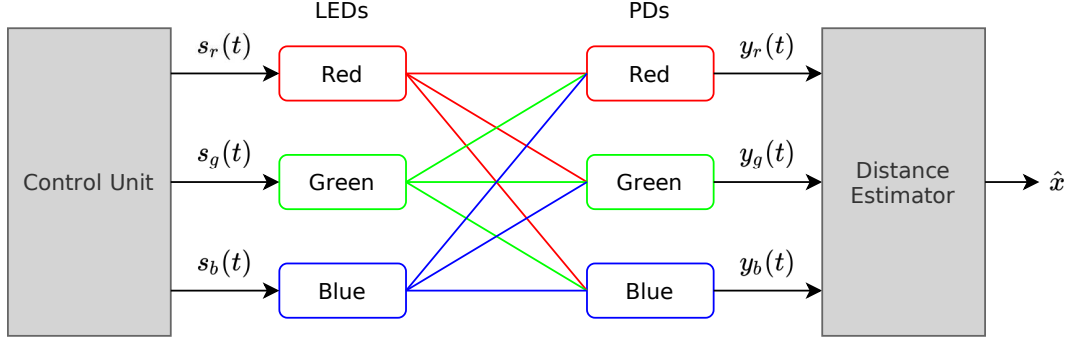 LEDs
PDs
s_r(t)
Red
Red
y_r(t)
Control Unit
s_g(t)
Green
Green
y_g(t)
Distance
Estimator
x̂
s_b(t)
Blue
Blue
y_b(t)